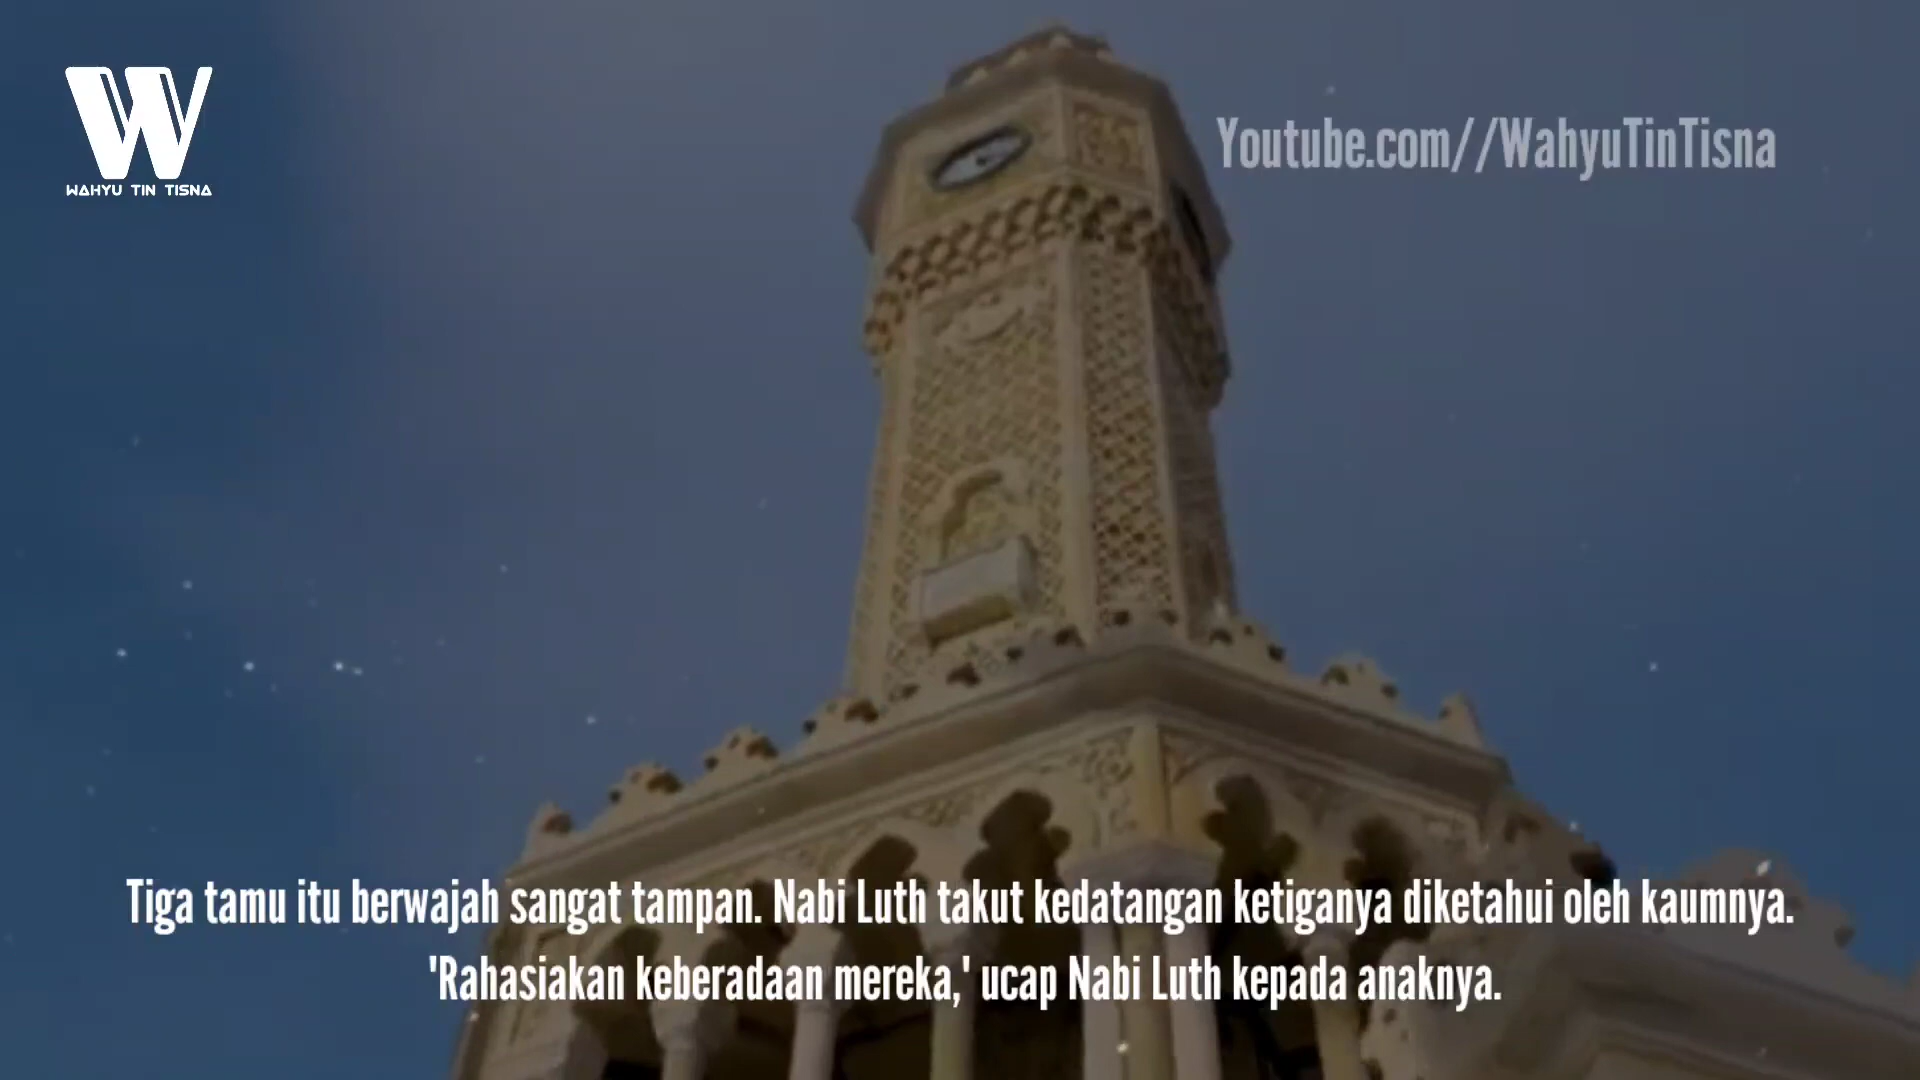 W
WAHYU TIN TISNA
Youtube.com//WahyuTinTisna
Tiga tamu itu berwajah sangat tampan. Nabi Luth takut kedatangan ketiganya diketahui oleh kaumnya.
'Rahasiakan keberadaan mereka,' ucap Nabi Luth kepada anaknya.